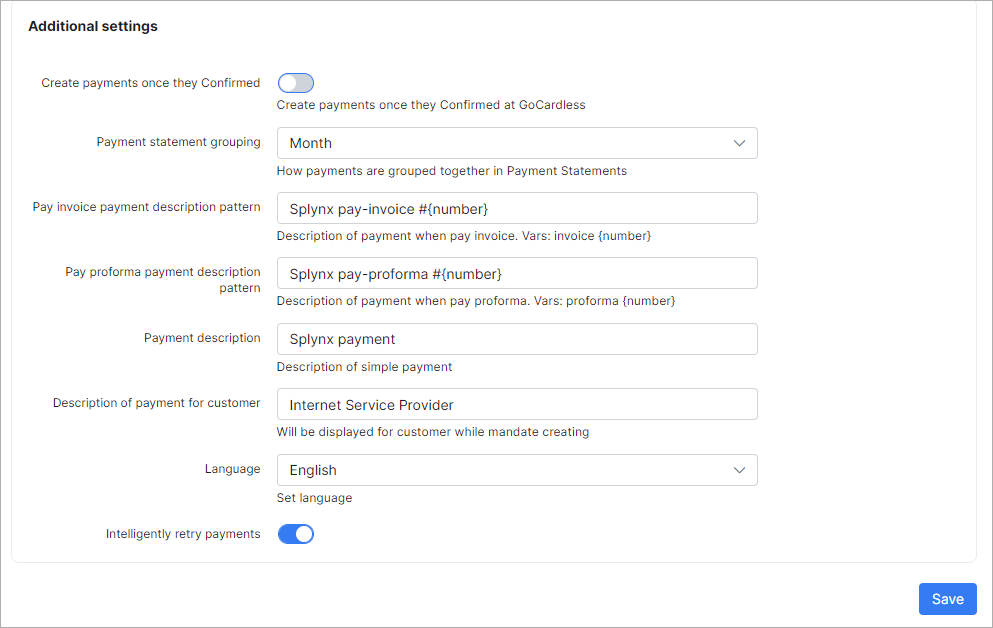 Additional settings
Create payments once they Confirmed
Create payments once they Confirmed at GoCardless
Payment statement grouping
Month
How payments are grouped together in Payment Statements
Pay invoice payment description pattern
Splynx pay-invoice #{number}
Description of payment when pay invoice. Vars: invoice {number}
Pay proforma payment description
pattern
Splynx pay-proforma #{number}
Description of payment when pay proforma. Vars: proforma {number}
Payment description
Splynx payment
Description of simple payment
Description of payment for customer
Internet Service Provider
Will be displayed for customer while mandate creating
Language
English
Set language
Intelligently retry payments
Save